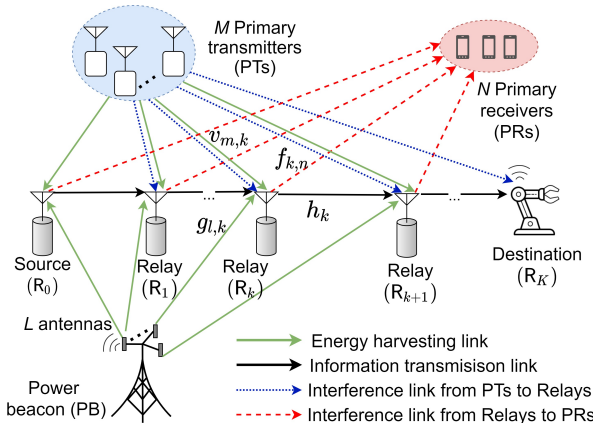 M Primary
transmitters
(PTs)
N Primary
receivers
(PRs)
v_{m,k}
f_{k,n}
...
...
...
g_{l,k}
h_k
Source
(R_0)
Relay
(R_1)
Relay
(R_k)
Relay
(R_{k+1})
Destination
(R_K)
L antennas
Power
beacon (PB)
Energy harvesting link
Information transmisison link
Interference link from PTs to Relays
Interference link from Relays to PRs